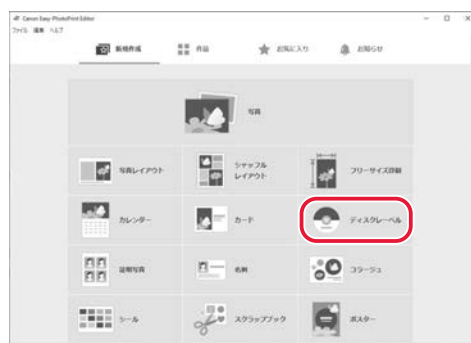 Canon Easy-PhotoPrint Editor
ファイル 編集 ヘルプ
新規作成 作品 お気に入り お知らせ
写真
写真レイアウト シャッフル レイアウト フリーサイズ印刷
カレンダー カード ディスクレーベル
証明写真 名刺 コラージュ
シール スクラップブック ポスター